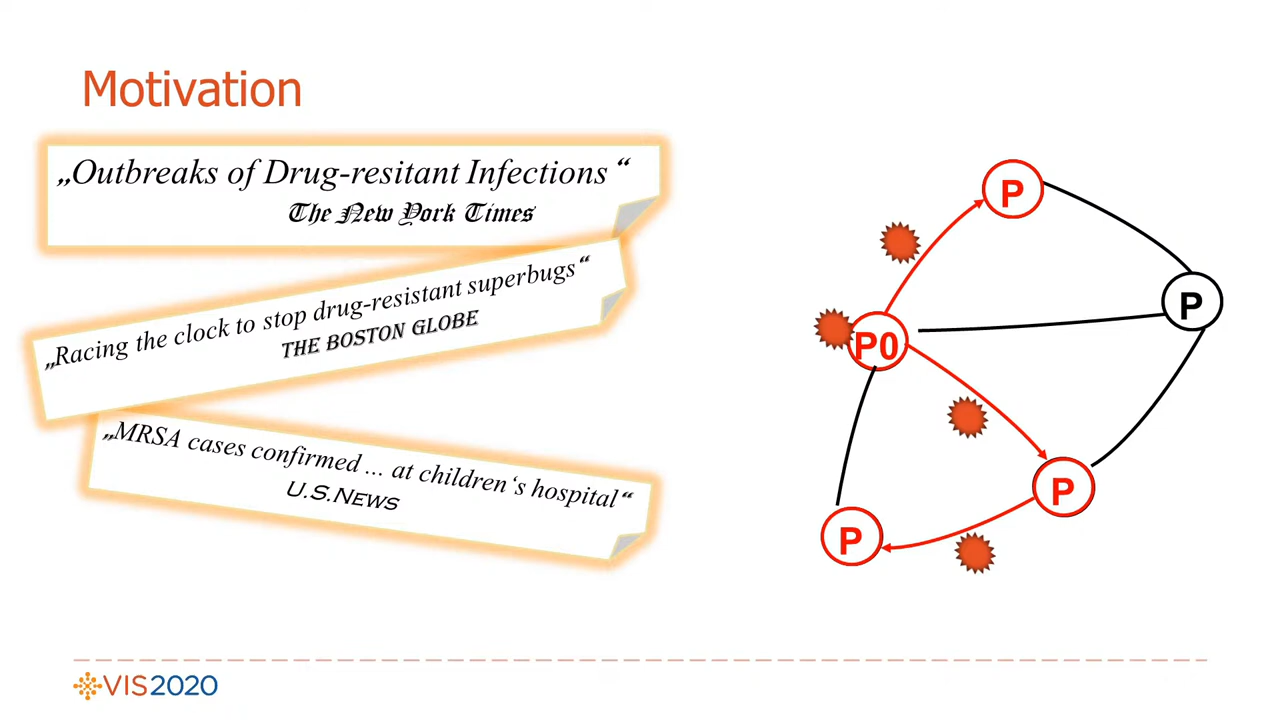 Motivation
„Outbreaks of Drug-resitant Infections “
The New York Times
„Racing the clock to stop drug-resistant superbugs“
THE BOSTON GLOBE
„MRSA cases confirmed ... at children‘s hospital“
U.S.NEWS
P
P
P0
P
P
VIS2020